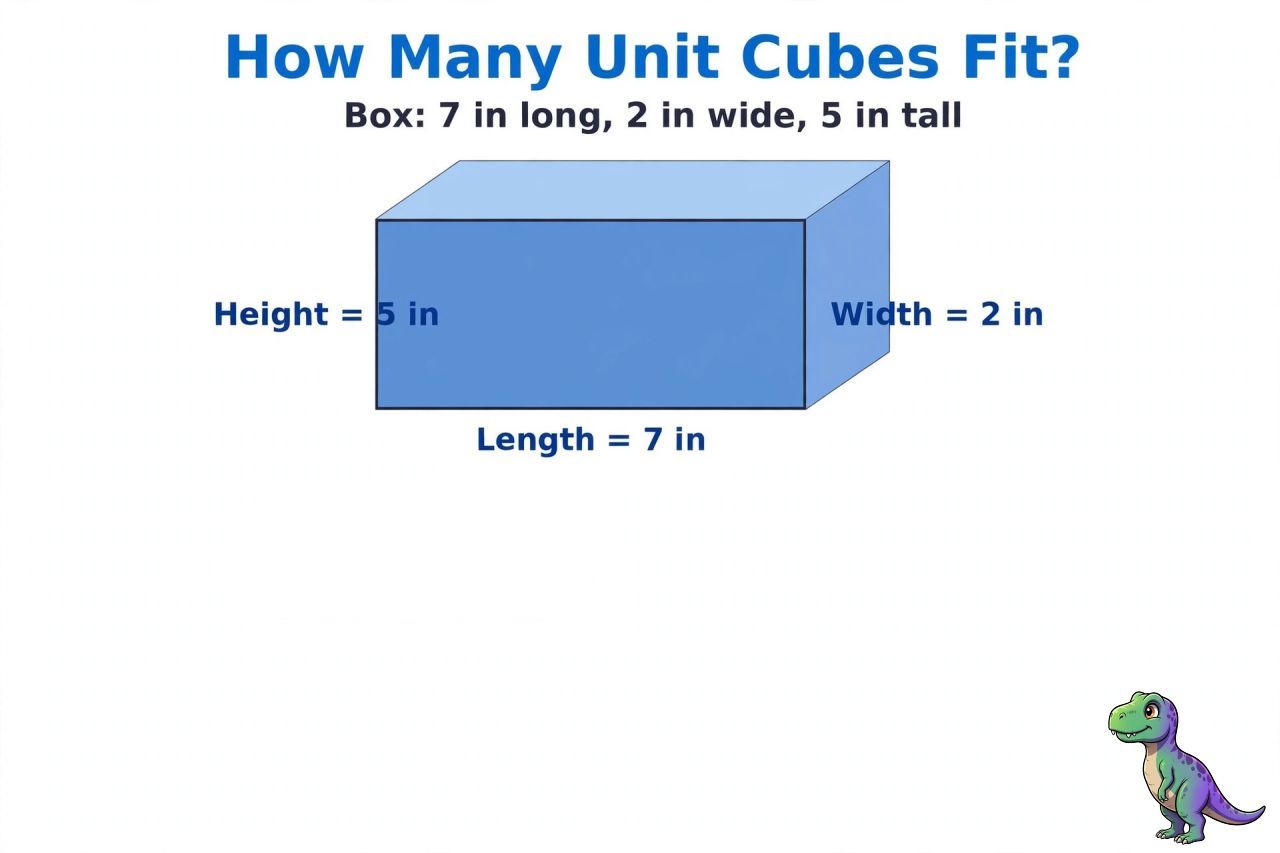 How Many Unit Cubes Fit?
Box: 7 in long, 2 in wide, 5 in tall
Height = 5 in
Width = 2 in
Length = 7 in